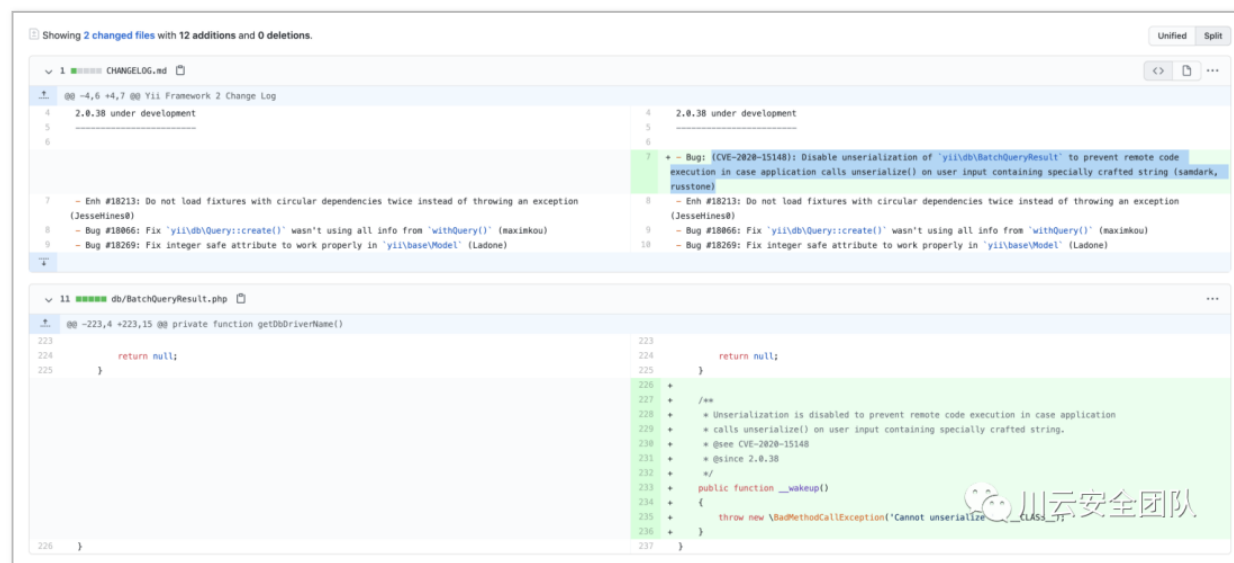 Showing 2 changed files with 12 additions and 0 deletions.
Unified Split
1 CHANGELOG.md
@@ -4,6 +4,7 @@ Yii Framework 2 Change Log
4 2.0.38 under development
5 ------------------------
6
4 2.0.38 under development
5 ------------------------
6
7 + - Bug: (CVE-2020-15148): Disable unserialization of `yii\db\BatchQueryResult` to prevent remote code
execution in case application calls unserialize() on user input containing specially crafted string (samdark,
russtone)
7 - Enh #18213: Do not load fixtures with circular dependencies twice instead of throwing an exception
(JesseHines0)
8 - Bug #18066: Fix `yii\db\Query::create()` wasn't using all info from `withQuery()` (maximkou)
9 - Bug #18269: Fix integer safe attribute to work properly in `yii\base\Model` (Ladone)
8 - Enh #18213: Do not load fixtures with circular dependencies twice instead of throwing an exception
(JesseHines0)
9 - Bug #18066: Fix `yii\db\Query::create()` wasn't using all info from `withQuery()` (maximkou)
10 - Bug #18269: Fix integer safe attribute to work properly in `yii\base\Model` (Ladone)
11 db/BatchQueryResult.php
@@ -223,4 +223,15 @@ private function getDbDriverName()
223
224 return null;
225 }
226 }
223
224 return null;
225 }
226 +
227 + /**
228 + * Unserialization is disabled to prevent remote code execution in case application
229 + * calls unserialize() on user input containing specially crafted string.
230 + * @see CVE-2020-15148
231 + * @since 2.0.38
232 + */
233 + public function __wakeup()
234 + {
235 + throw new \BadMethodCallException('Cannot unserialize __CLASS__);
236 + }
237 }
川云安全团队